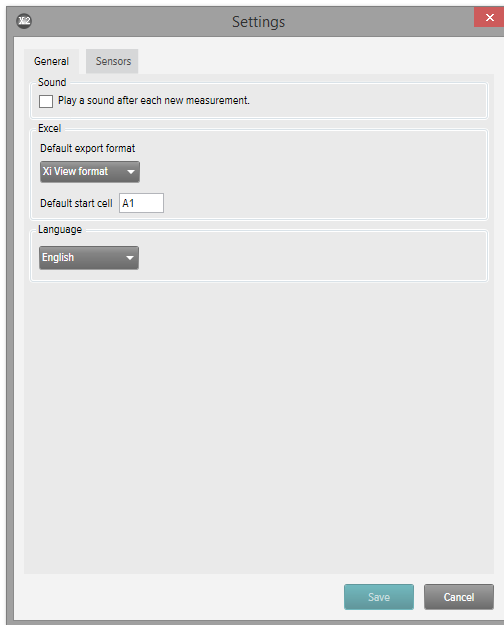 Settings
General Sensors
Sound
Play a sound after each new measurement.
Excel
Default export format
Xi View format
Default start cell A1
Language
English
Save Cancel